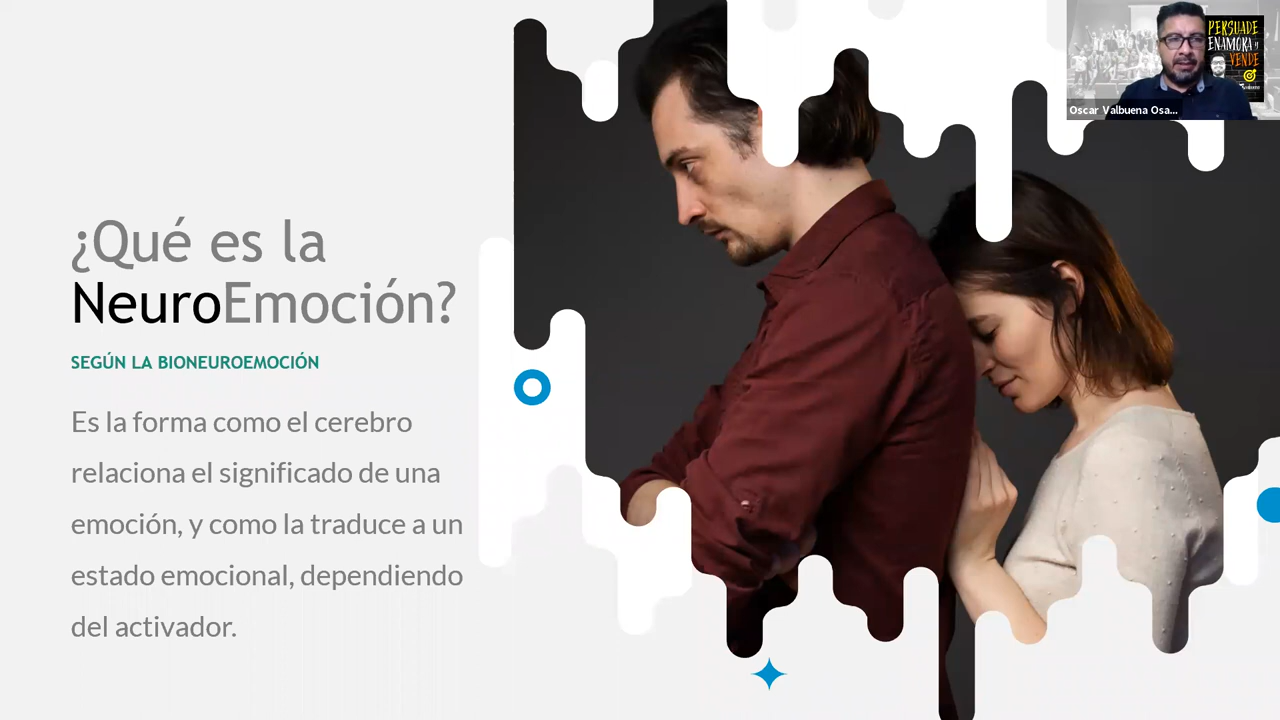 ¿Qué es la
NeuroEmoción?
SEGÚN LA BIONEUROEMOCIÓN
Es la forma como el cerebro
relaciona el significado de una
emoción, y como la traduce a un
estado emocional, dependiendo
del activador.
PERSUADE
ENAMORA y
VENDE
Oscar Valbuena Osa...